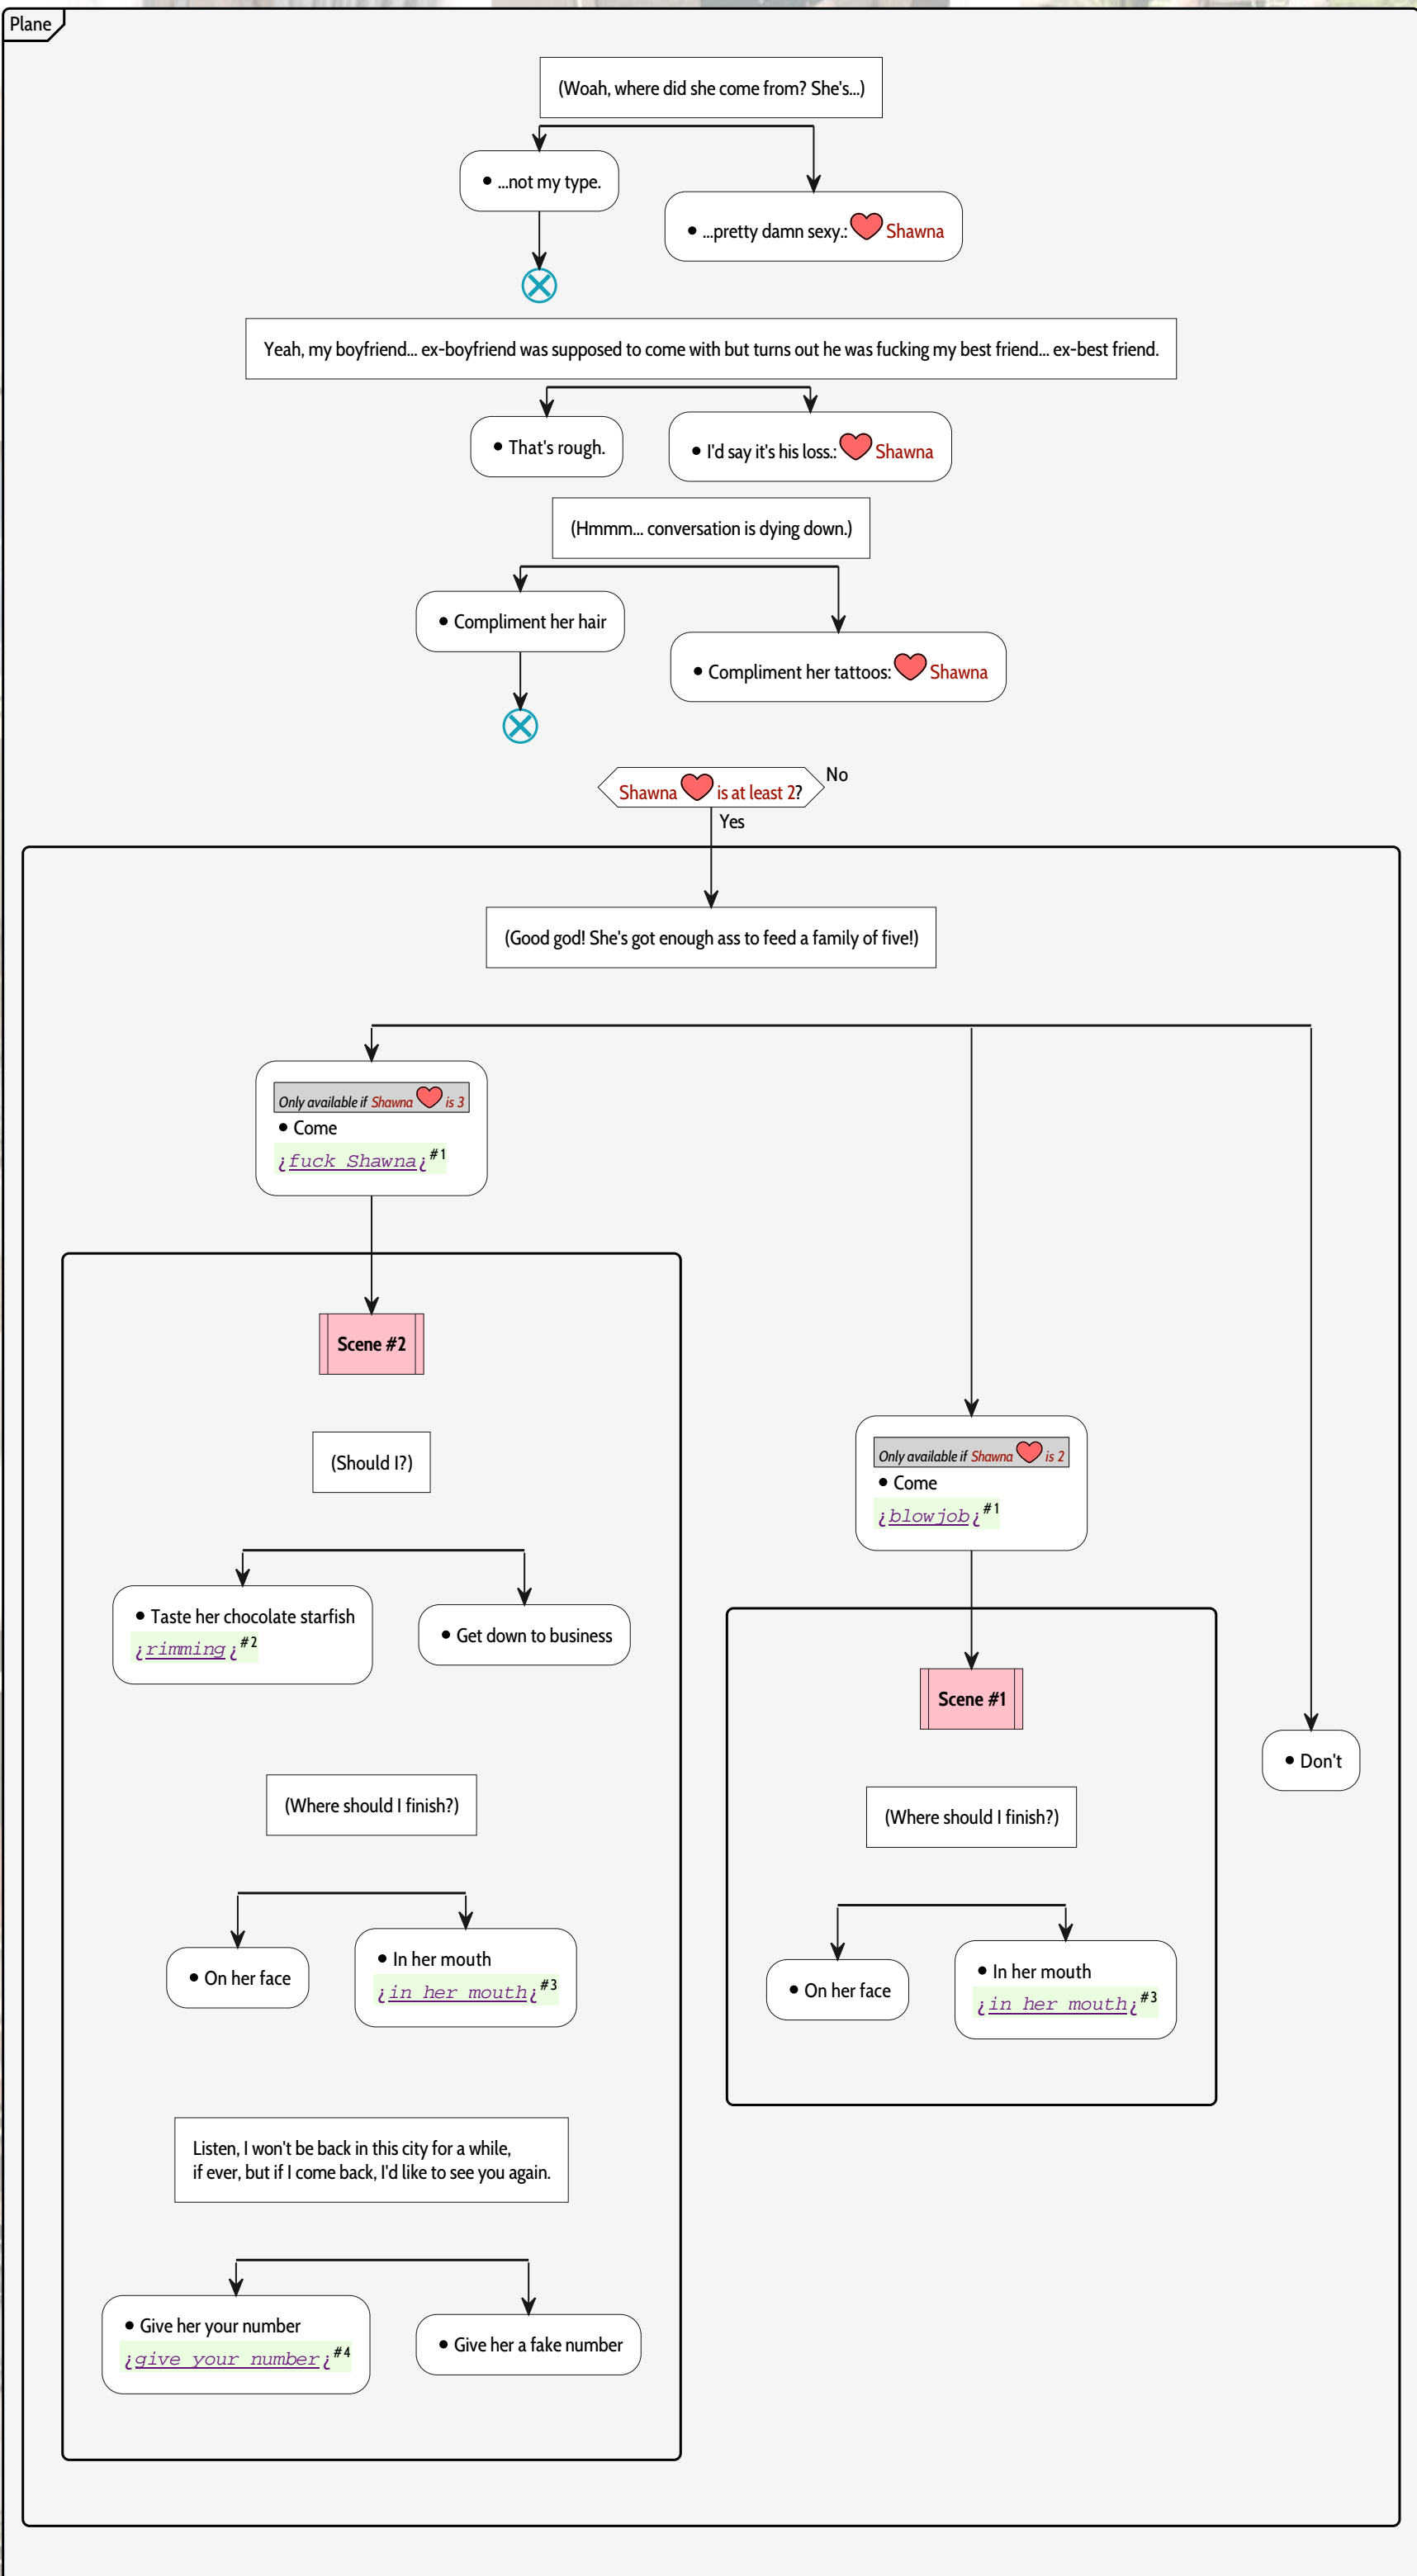 Plane
(Woah, where did she come from? She's...)
• ...not my type.
• ...pretty damn sexy.: Shawna
Yeah, my boyfriend... ex-boyfriend was supposed to come with but turns out he was fucking my best friend... ex-best friend.
• That's rough.
• I'd say it's his loss.: Shawna
(Hmmm... conversation is dying down.)
• Compliment her hair
• Compliment her tattoos: Shawna
Shawna is at least 2?
No
Yes
(Good god! She's got enough ass to feed a family of five!)
Only available if Shawna is 3
• Come
¿fuck Shawna¿#1
Scene #2
(Should I?)
• Taste her chocolate starfish
¿rimming¿#2
• Get down to business
(Where should I finish?)
• On her face
• In her mouth
¿in her mouth¿#3
Listen, I won't be back in this city for a while,
if ever, but if I come back, I'd like to see you again.
• Give her your number
¿give your number¿#4
• Give her a fake number
Only available if Shawna is 2
• Come
¿blowjob¿#1
Scene #1
(Where should I finish?)
• On her face
• In her mouth
¿in her mouth¿#3
• Don't